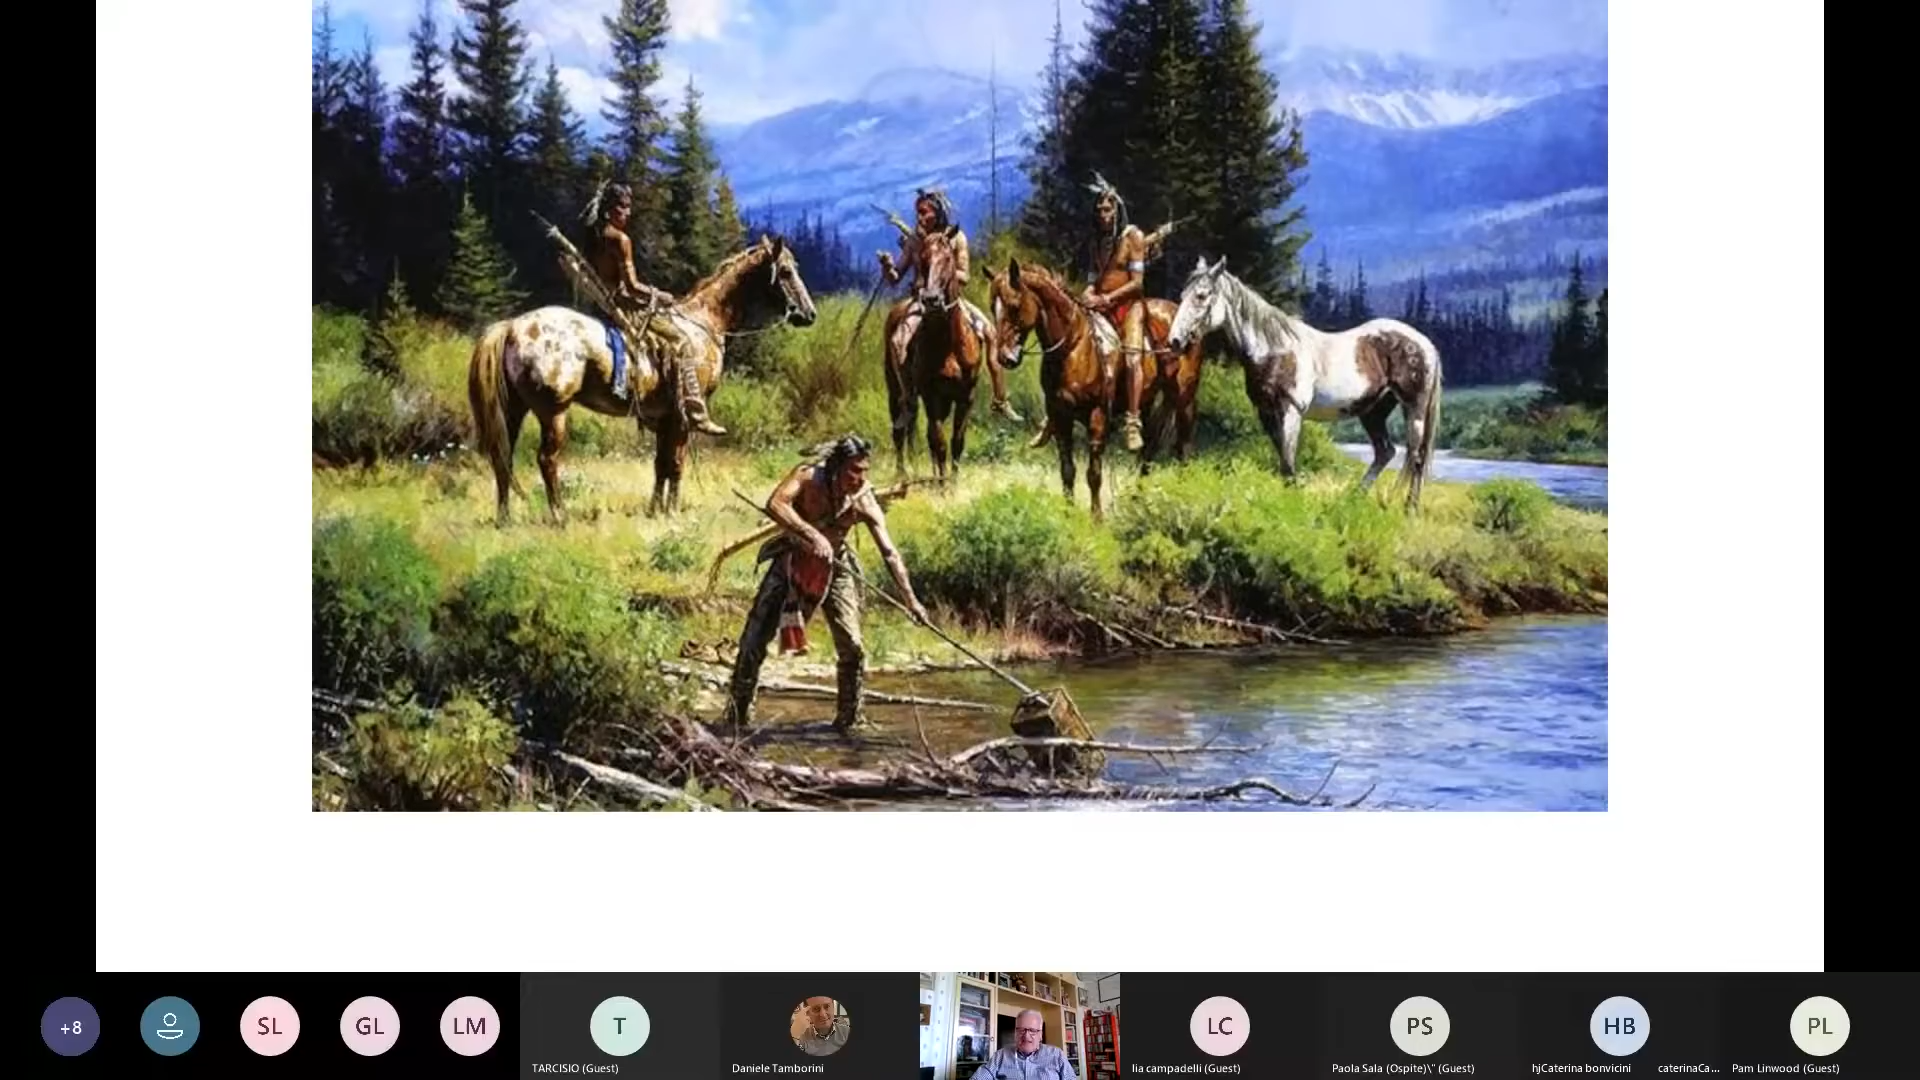 +8
SL
GL
LM
T
TARCISIO (Guest)
Daniele Tamborini
LC
lia campadelli (Guest)
PS
Paola Sala (Ospite)\" (Guest)
HB
hjCaterina bonvicini
caterinaCa...
PL
Pam Linwood (Guest)